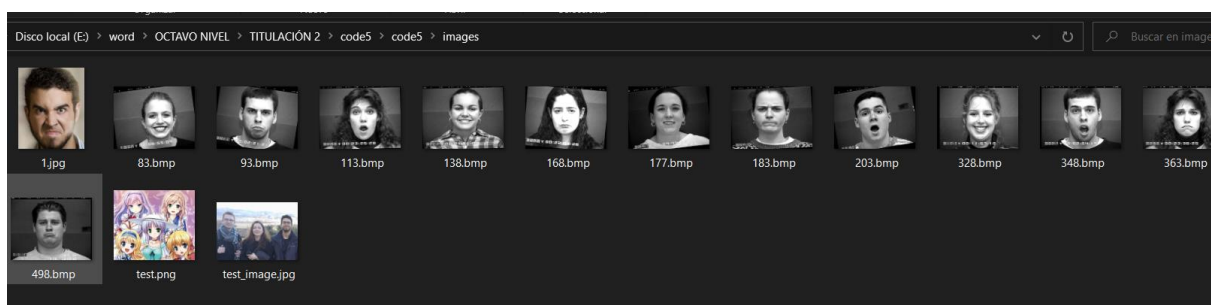 Disco local (E:) > word > OCTAVO NIVEL > TITULACIÓN 2 > code5 > code5 > images
Buscar en image
1.jpg 83.bmp 93.bmp 113.bmp 138.bmp 168.bmp 177.bmp 183.bmp 203.bmp 328.bmp 348.bmp 363.bmp
498.bmp test.png test_image.jpg